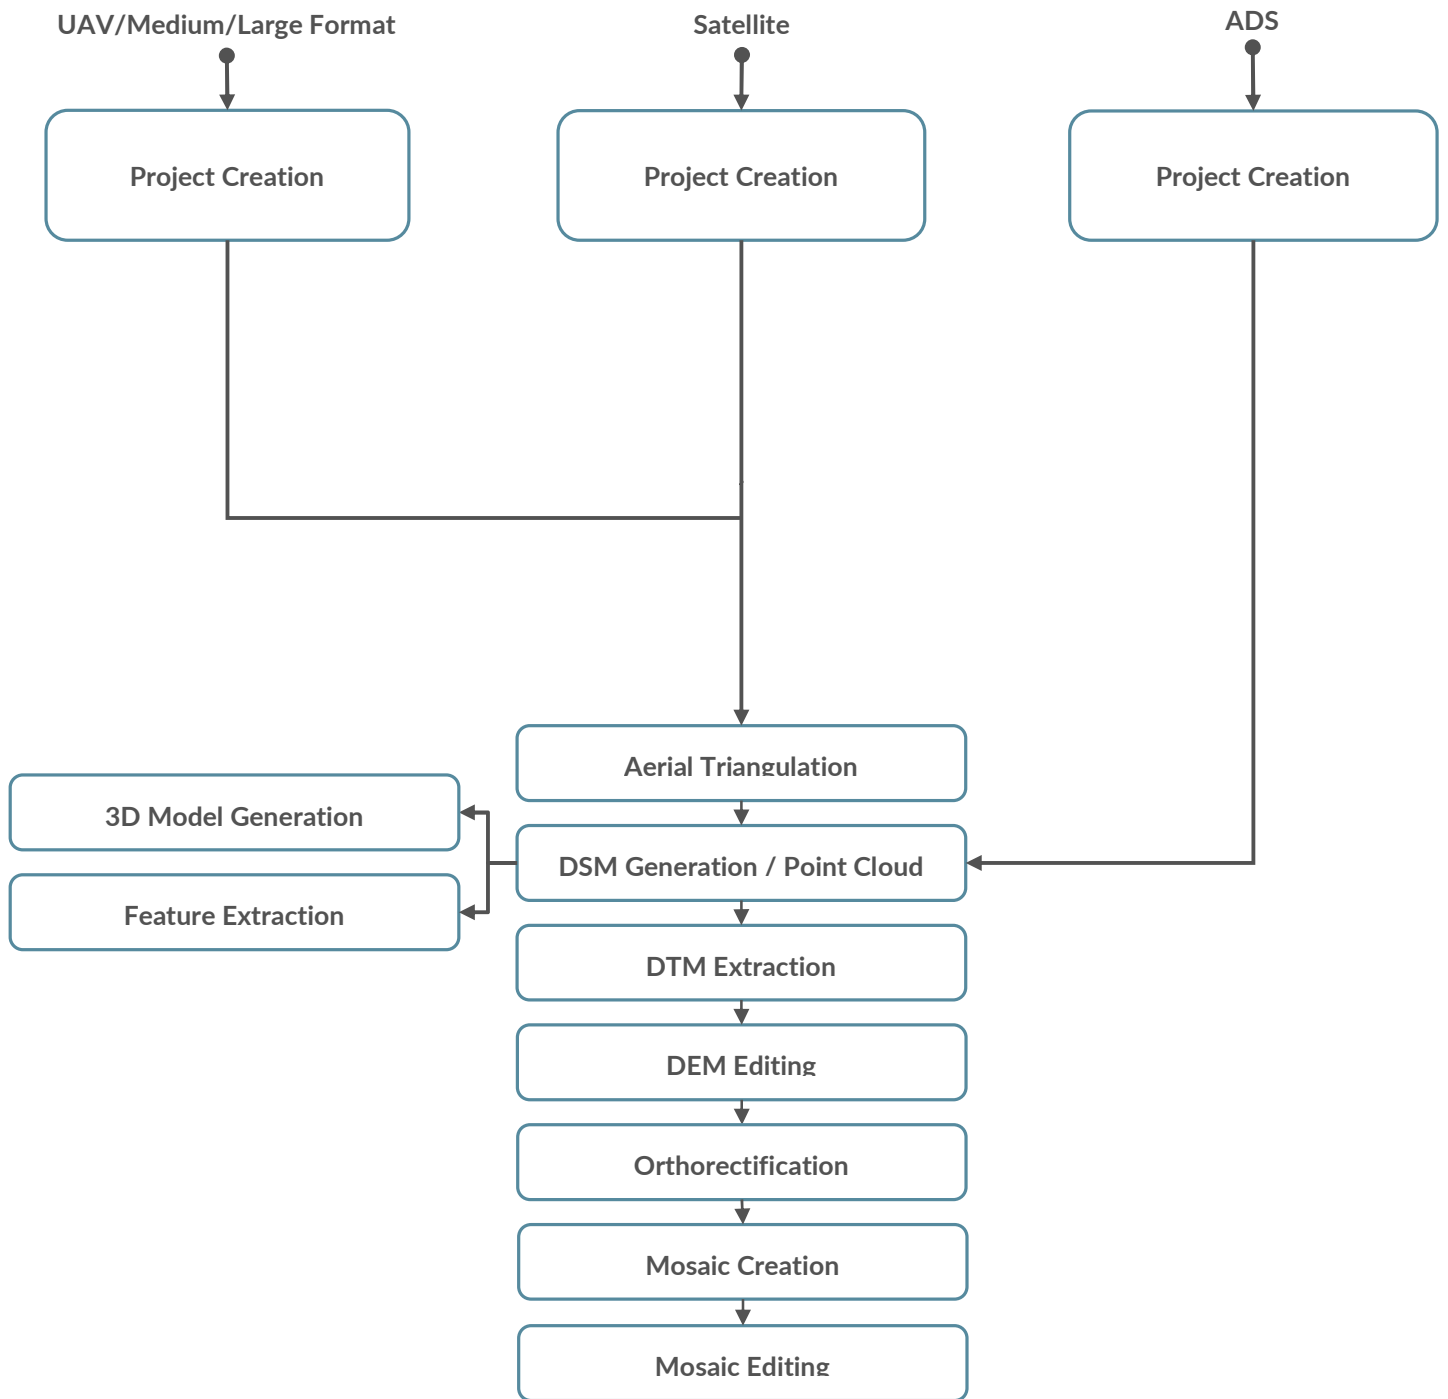 UAV/Medium/Large Format
Satellite
ADS
Project Creation
Project Creation
Project Creation
Aerial Triangulation
3D Model Generation
DSM Generation / Point Cloud
Feature Extraction
DTM Extraction
DEM Editing
Orthorectification
Mosaic Creation
Mosaic Editing